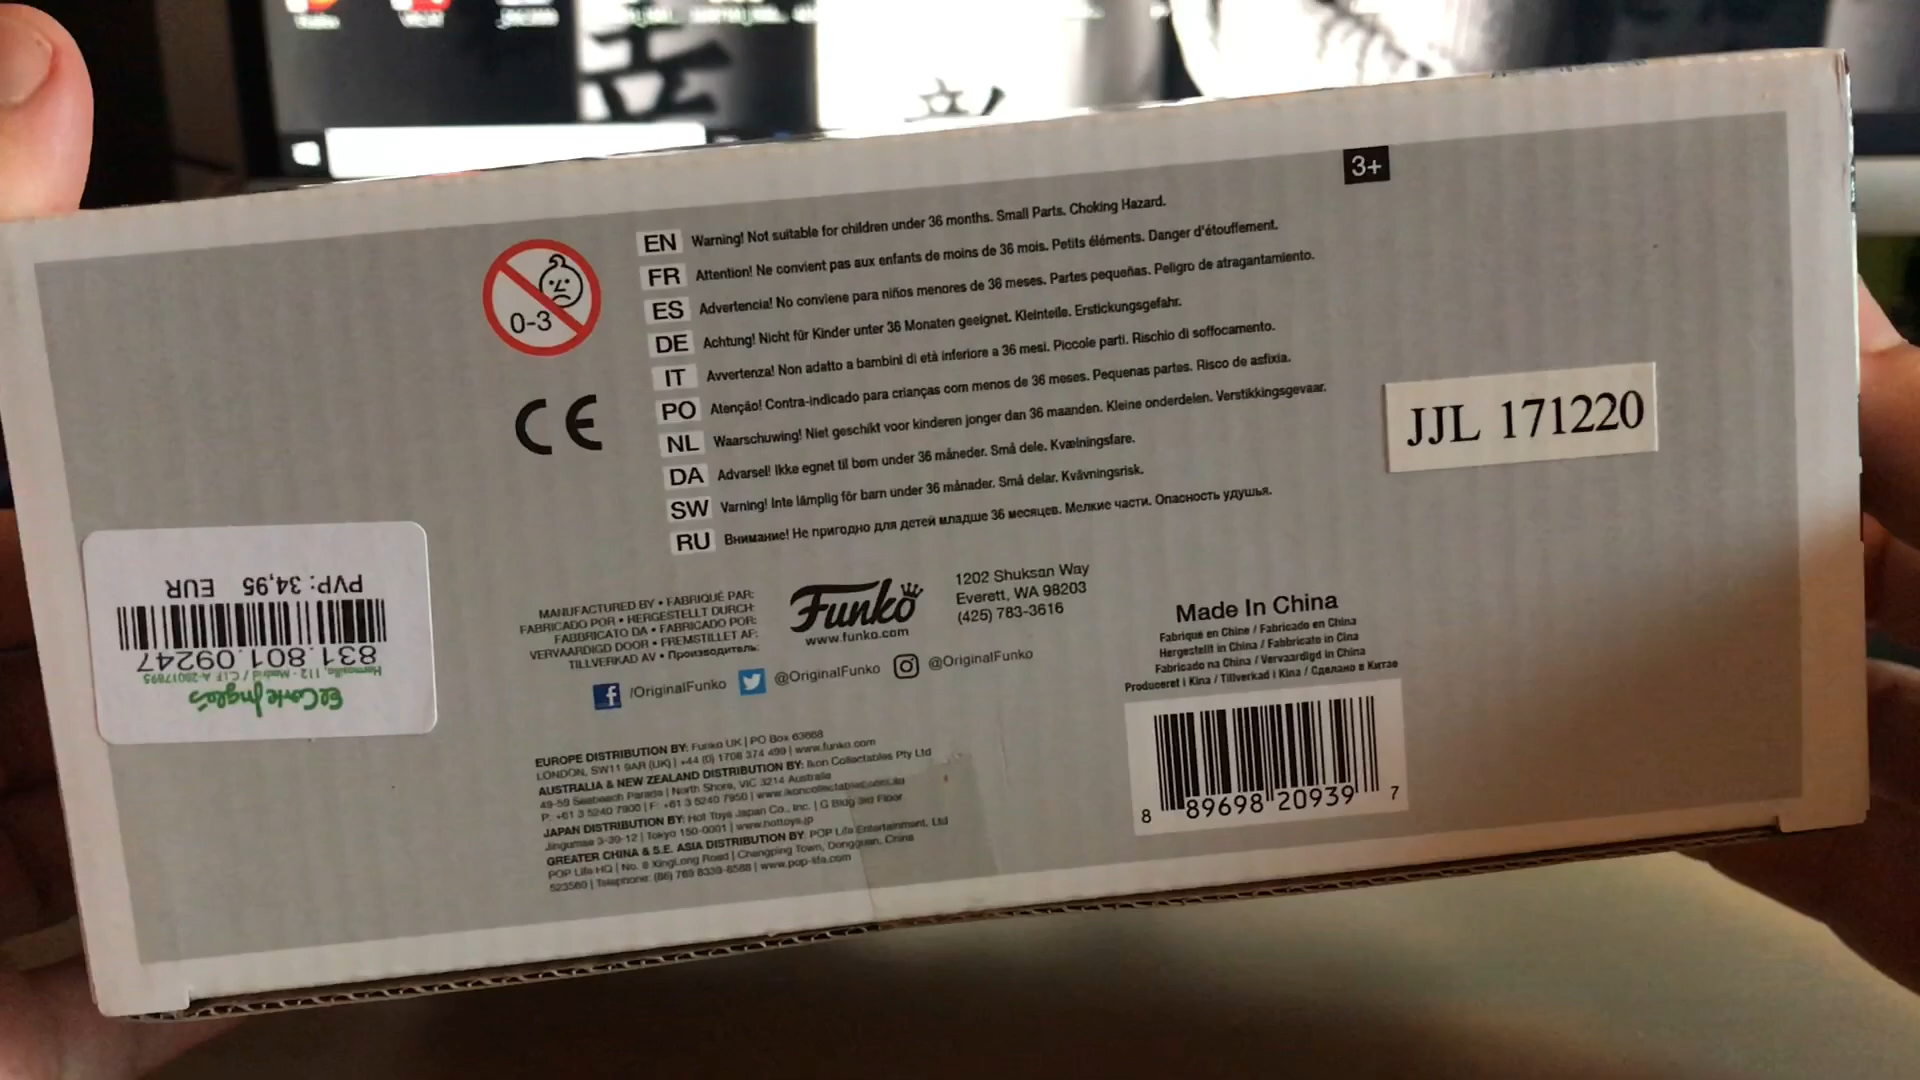 3+
0-3
EN Warning! Not suitable for children under 36 months. Small Parts. Choking Hazard.
FR Attention! Ne convient pas aux enfants de moins de 36 mois. Petits éléments. Danger d'étouffement.
ES Advertencia! No conviene para niños menores de 36 meses. Partes pequeñas. Peligro de atragantamiento.
DE Achtung! Nicht für Kinder unter 36 Monaten geeignet. Kleinteile. Erstickungsgefahr.
IT Avvertenza! Non adatto a bambini di età inferiore a 36 mesi. Piccole parti. Rischio di soffocamento.
PO Atenção! Contra-indicado para crianças com menos de 36 meses. Pequenas partes. Risco de asfixia.
NL Waarschuwing! Niet geschikt voor kinderen jonger dan 36 maanden. Kleine onderdelen. Verstikkingsgevaar.
DA Advarsel! Ikke egnet til børn under 36 måneder. Små dele. Kvælningsfare.
SW Varning! Inte lämplig för barn under 36 månader. Små delar. Kvävningsrisk.
RU Внимание! Не пригодно для детей младше 36 месяцев. Мелкие части. Опасность удушья.
CE
JJL 171220
PVP: 34,95 EUR
831.801.09247
Hermosilla, 112 - Madrid / C.I.F. A-28017895
El Corte Inglés
MANUFACTURED BY • FABRIQUÉ PAR:
FABRICADO POR • HERGESTELLT DURCH:
FABBRICATO DA • FABRICADO POR:
VERVAARDIGD DOOR • FREMSTILLET AF:
TILLVERKAD AV • Производитель:
Funko
www.funko.com
1202 Shuksan Way
Everett, WA 98203
(425) 783-3616
/OriginalFunko @OriginalFunko @OriginalFunko
Made In China
Fabriqué en Chine / Fabricado en China
Hergestellt in China / Fabbricato in Cina
Fabricado na China / Vervaardigd in China
Produceret i Kina / Tillverkad i Kina / Сделано в Китае
EUROPE DISTRIBUTION BY: Funko UK | PO Box 63668
LONDON, SW11 9AR (UK) | +44 (0) 1708 374 499 | www.funko.com
AUSTRALIA & NEW ZEALAND DISTRIBUTION BY: Ikon Collectables Pty Ltd
49-59 Seabeach Parade | North Shore, VIC 3214 Australia
P: +61 3 5240 7900 | F: +61 3 5240 7950 | www.ikoncollectables.com.au
JAPAN DISTRIBUTION BY: Hot Toys Japan Co., Inc. | G Bldg 3rd Floor
Jingumae 3-30-12 | Tokyo 150-0001 | www.hottoys.jp
GREATER CHINA & S.E. ASIA DISTRIBUTION BY: POP Life Entertainment, Ltd
POP Life HQ | No. 8 XingLong Road | Changping Town, Dongguan, China
523560 | Telephone: (86) 769 8339-8588 | www.pop-life.com
8 89698 20939 7